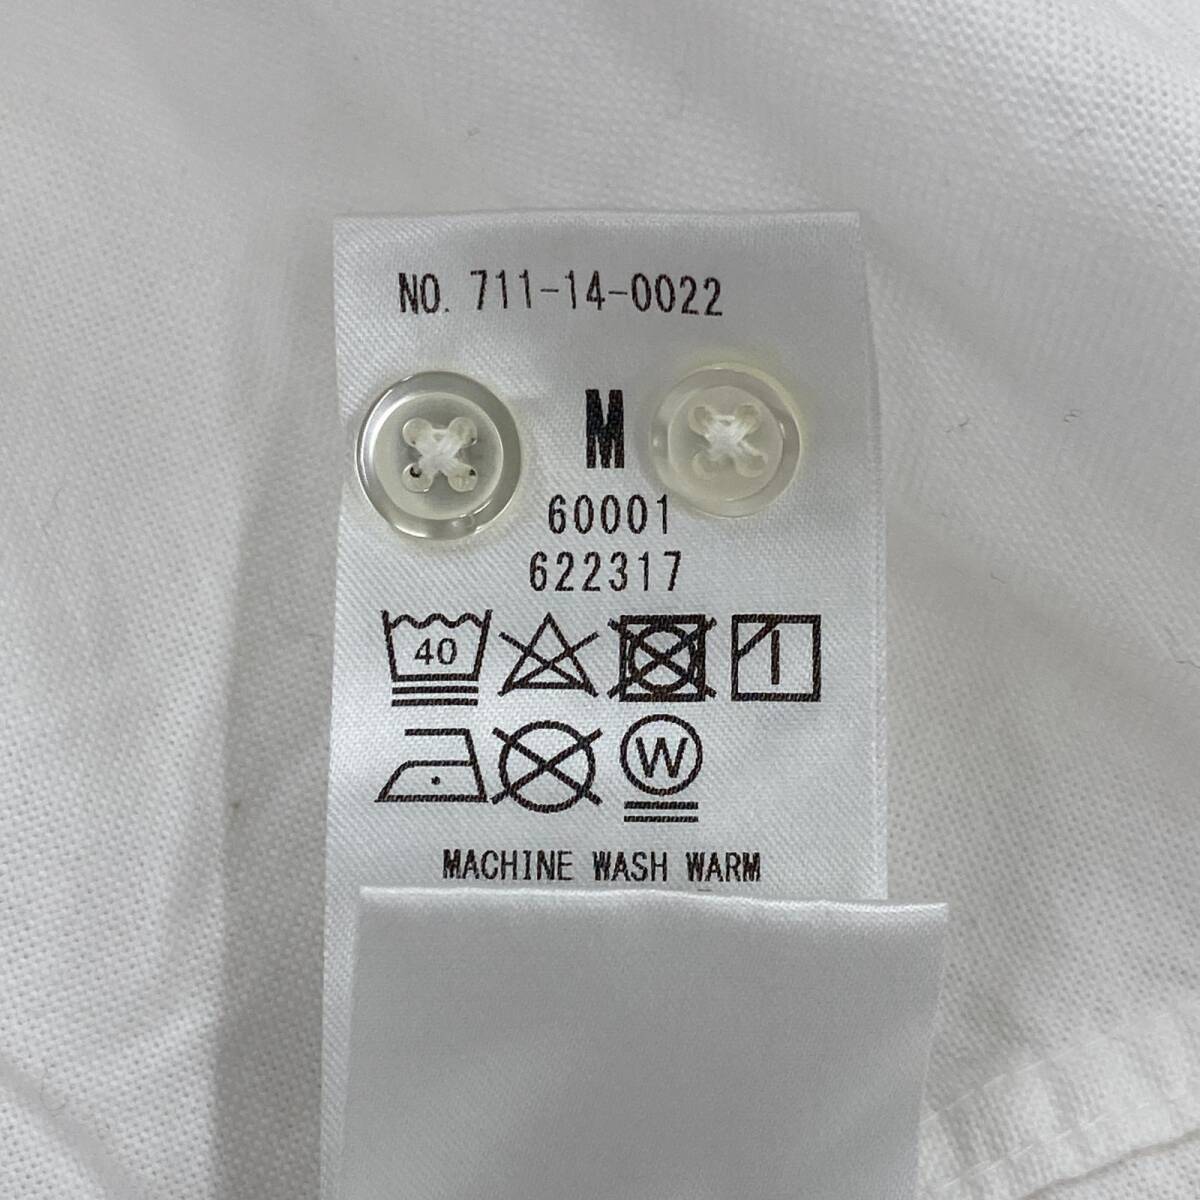 NO. 711-14-0022
M
60001
622317
40
W
MACHINE WASH WARM